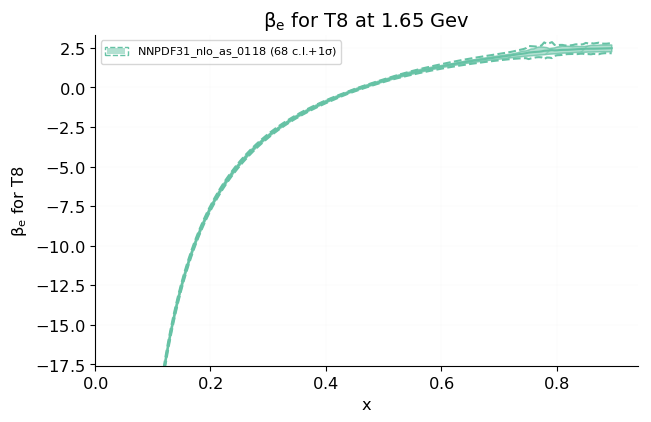 βe for T8 at 1.65 Gev
NNPDF31_nlo_as_0118 (68 c.l.+1σ)
βe for T8
2.5
0.0
−2.5
−5.0
−7.5
−10.0
−12.5
−15.0
−17.5
0.0 0.2 0.4 0.6 0.8
x